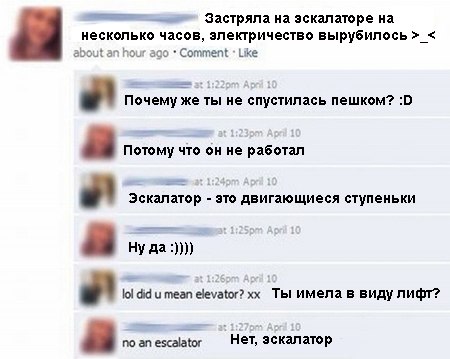 Застряла на эскалаторе на
несколько часов, электричество вырубилось >_<
about an hour ago · Comment · Like
at 1:22pm April 10
Почему же ты не спустилась пешком? :D
at 1:23pm April 10
Потому что он не работал
at 1:24pm April 10
Эскалатор - это двигающиеся ступеньки
at 1:25pm April 10
Ну да :))))
at 1:26pm April 10
lol did u mean elevator? xx Ты имела в виду лифт?
at 1:27pm April 10
no an escalator Нет, эскалатор